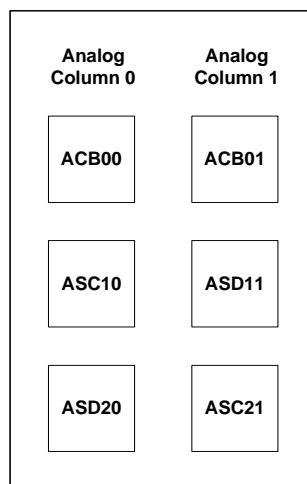 Analog
Column 0
Analog
Column 1
ACB00
ACB01
ASC10
ASD11
ASD20
ASC21